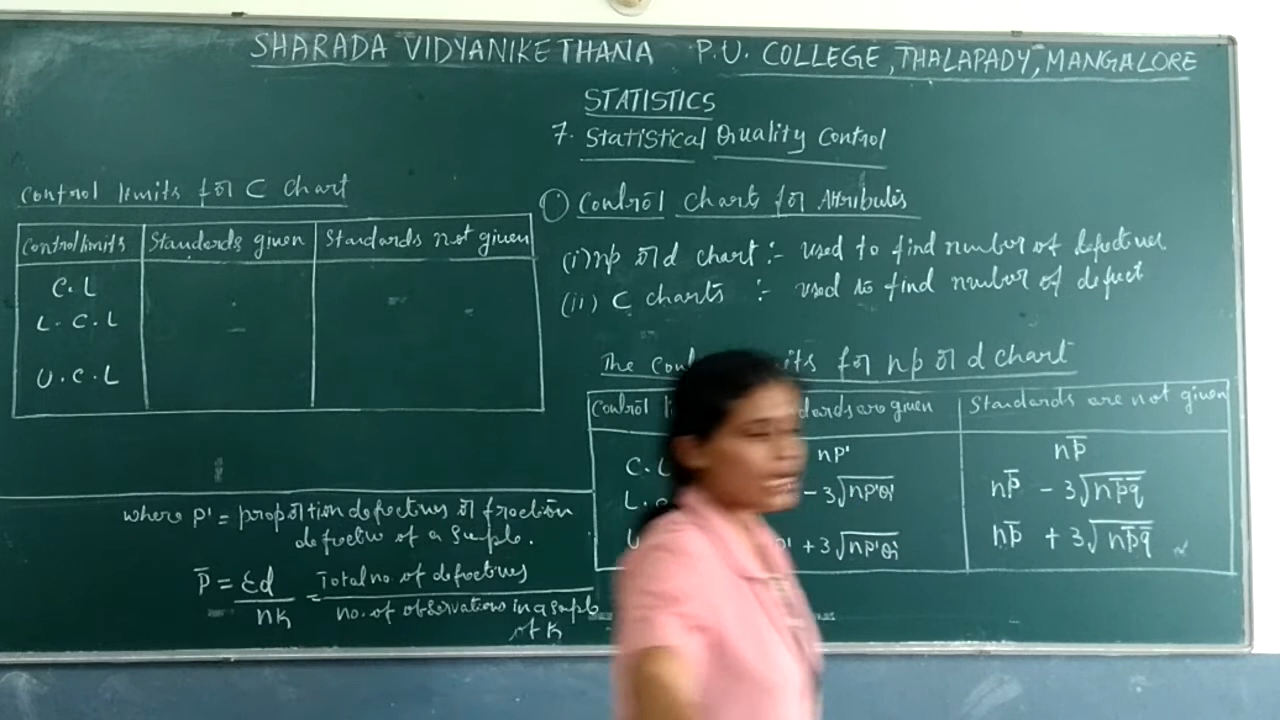 SHARADA VIDYANIKETHANA P.U. COLLEGE, THALAPADY, MANGALORE
STATISTICS
7. Statistical Quality Control
Control limits for C chart
Control limits Standards given Standards not given
C.L
L.C.L
U.C.L
① Control Charts for Attributes
(i) np or d chart :- used to find number of defectives
(ii) C charts :- used to find number of defect
The limits for np or d chart
Control are given Standards are not given
C.L np' np̄
- 3√np'q' np̄ - 3√np̄q̄
+ 3√np'q' np̄ + 3√np̄q̄
where p' = proportion defectives or fraction
defective of a sample.
p̄ = Σd/nk = Total no. of defectives / no. of observations in a sample
of k